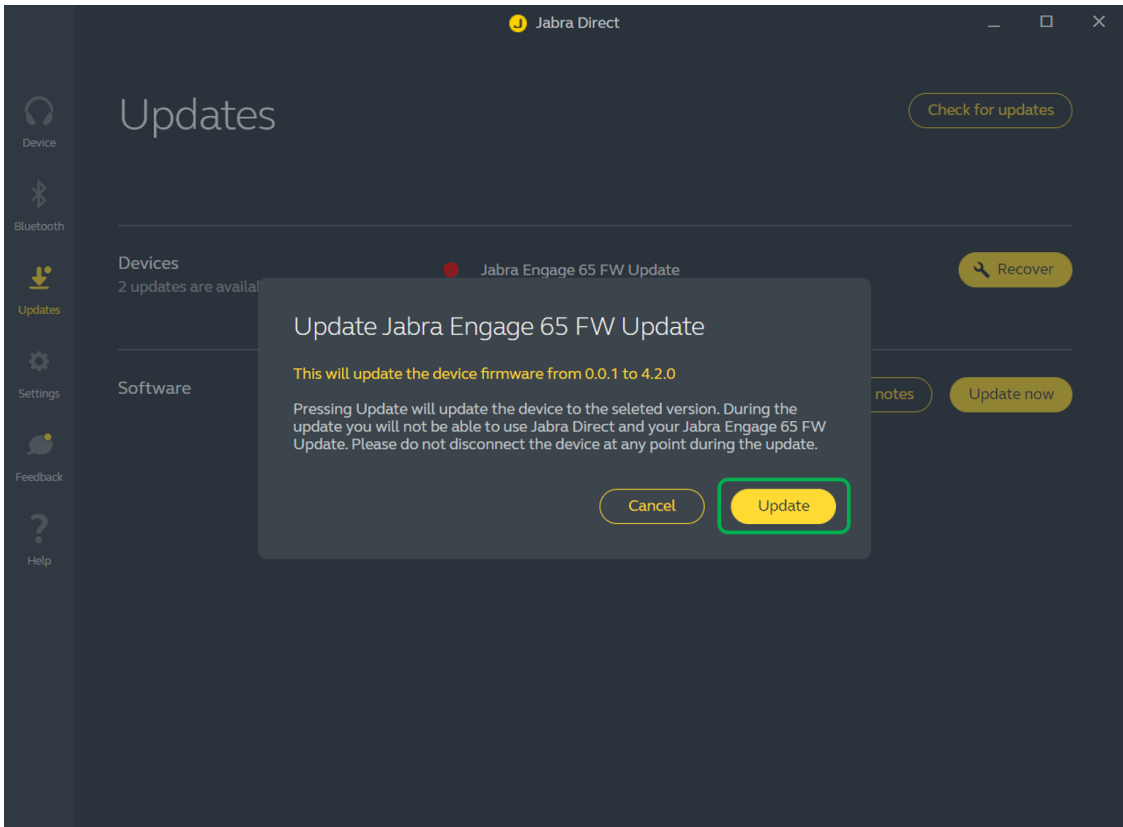 Jabra Direct
Updates
Check for updates
Device
Bluetooth
Updates
Settings
Feedback
Help
Devices
2 updates are
Jabra Engage 65 FW Update
Recover
Software
notes
Update now
Update Jabra Engage 65 FW Update
This will update the device firmware from 0.0.1 to 4.2.0
Pressing Update will update the device to the seleted version. During the
update you will not be able to use Jabra Direct and your Jabra Engage 65 FW
Update. Please do not disconnect the device at any point during the update.
Cancel
Update